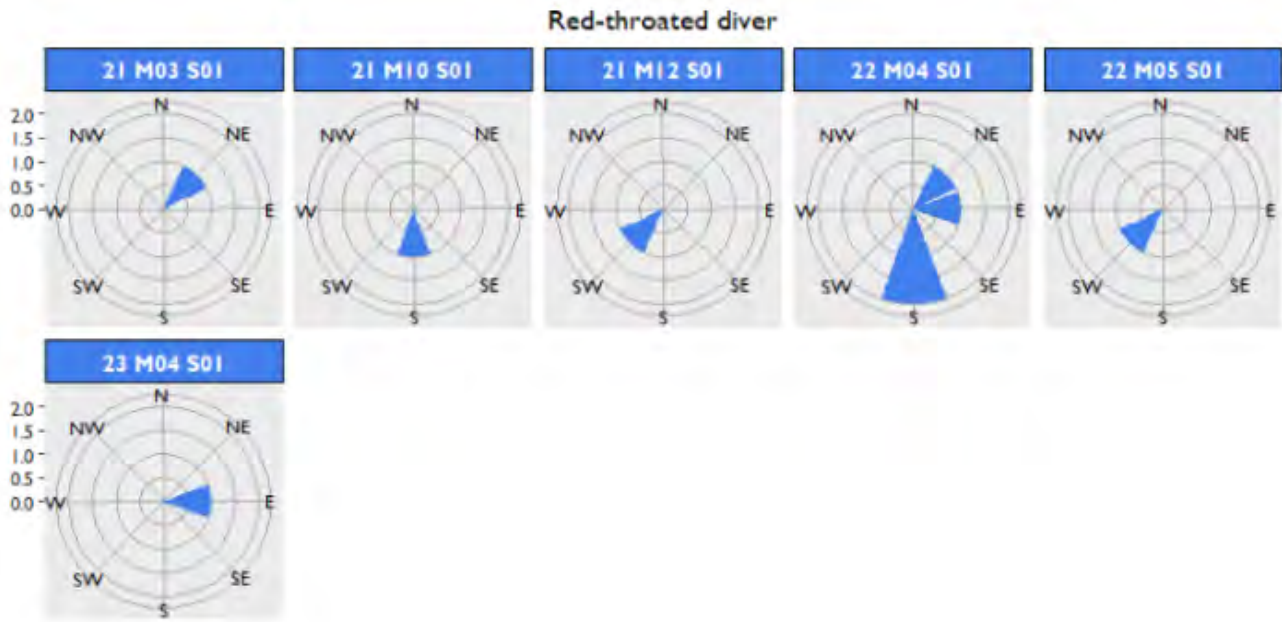 Red-throated diver
21 M03 S01 21 M10 S01 21 M12 S01 22 M04 S01 22 M05 S01
N N N N N
2.0
NW NE NW NE NW NE NW NE NW NE
1.5
1.0
0.5
0.0 W E W E W E W E W E
SW SE SW SE SW SE SW SE SW SE
S S S S S
23 M04 S01
N
2.0
NW NE
1.5
1.0
0.5
0.0 W E
SW SE
S